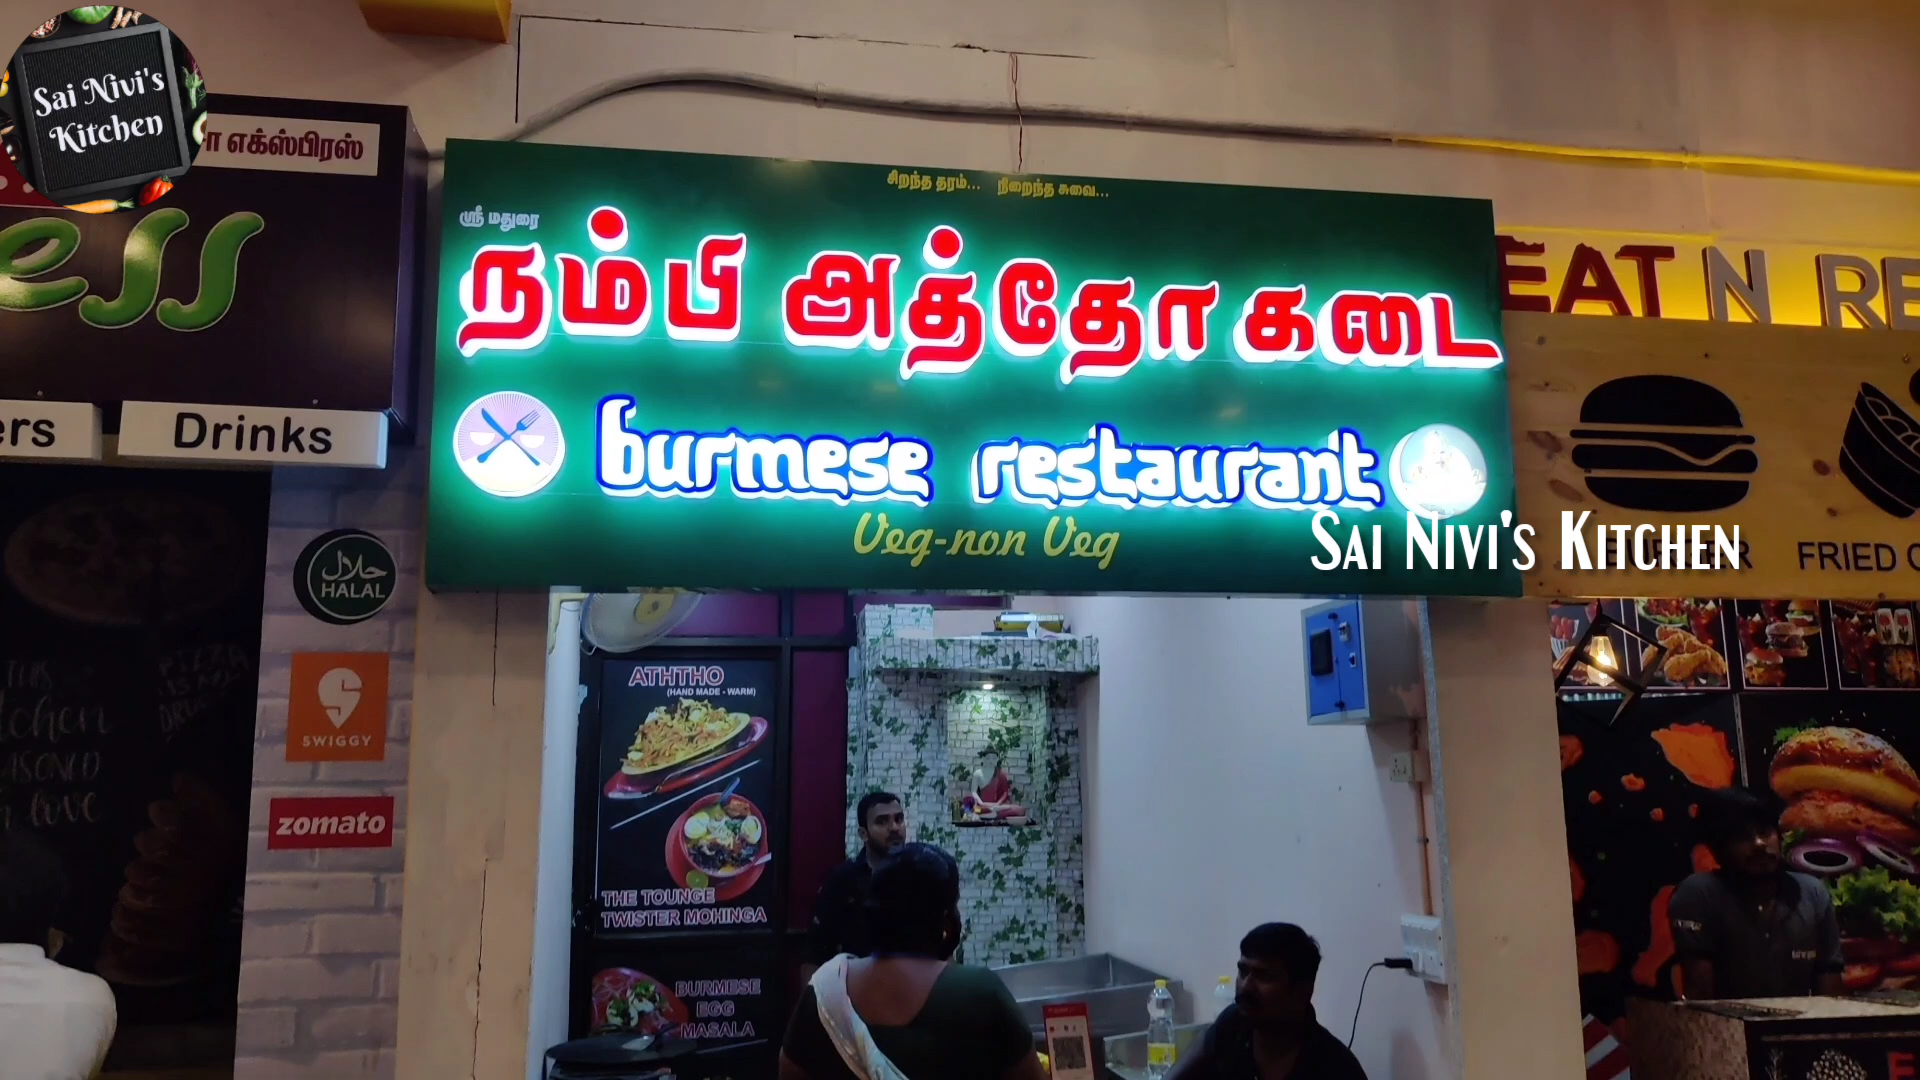 Sai Nivi's
Kitchen
எக்ஸ்பிரஸ்
ess
Drinks
சிறந்த தரம்... நிறைந்த சுவை...
ஸ்ரீ மதுரை
நம்பி அத்தோ கடை
burmese restaurant
Veg-non Veg
EAT N RE
Sai Nivi's Kitchen
FRIED C
حلال
HALAL
SWIGGY
zomato
ATHTHO
(HAND MADE - WARM)
THE TOUNGE
TWISTER MOHINGA
BURMESE
EGG
MASALA